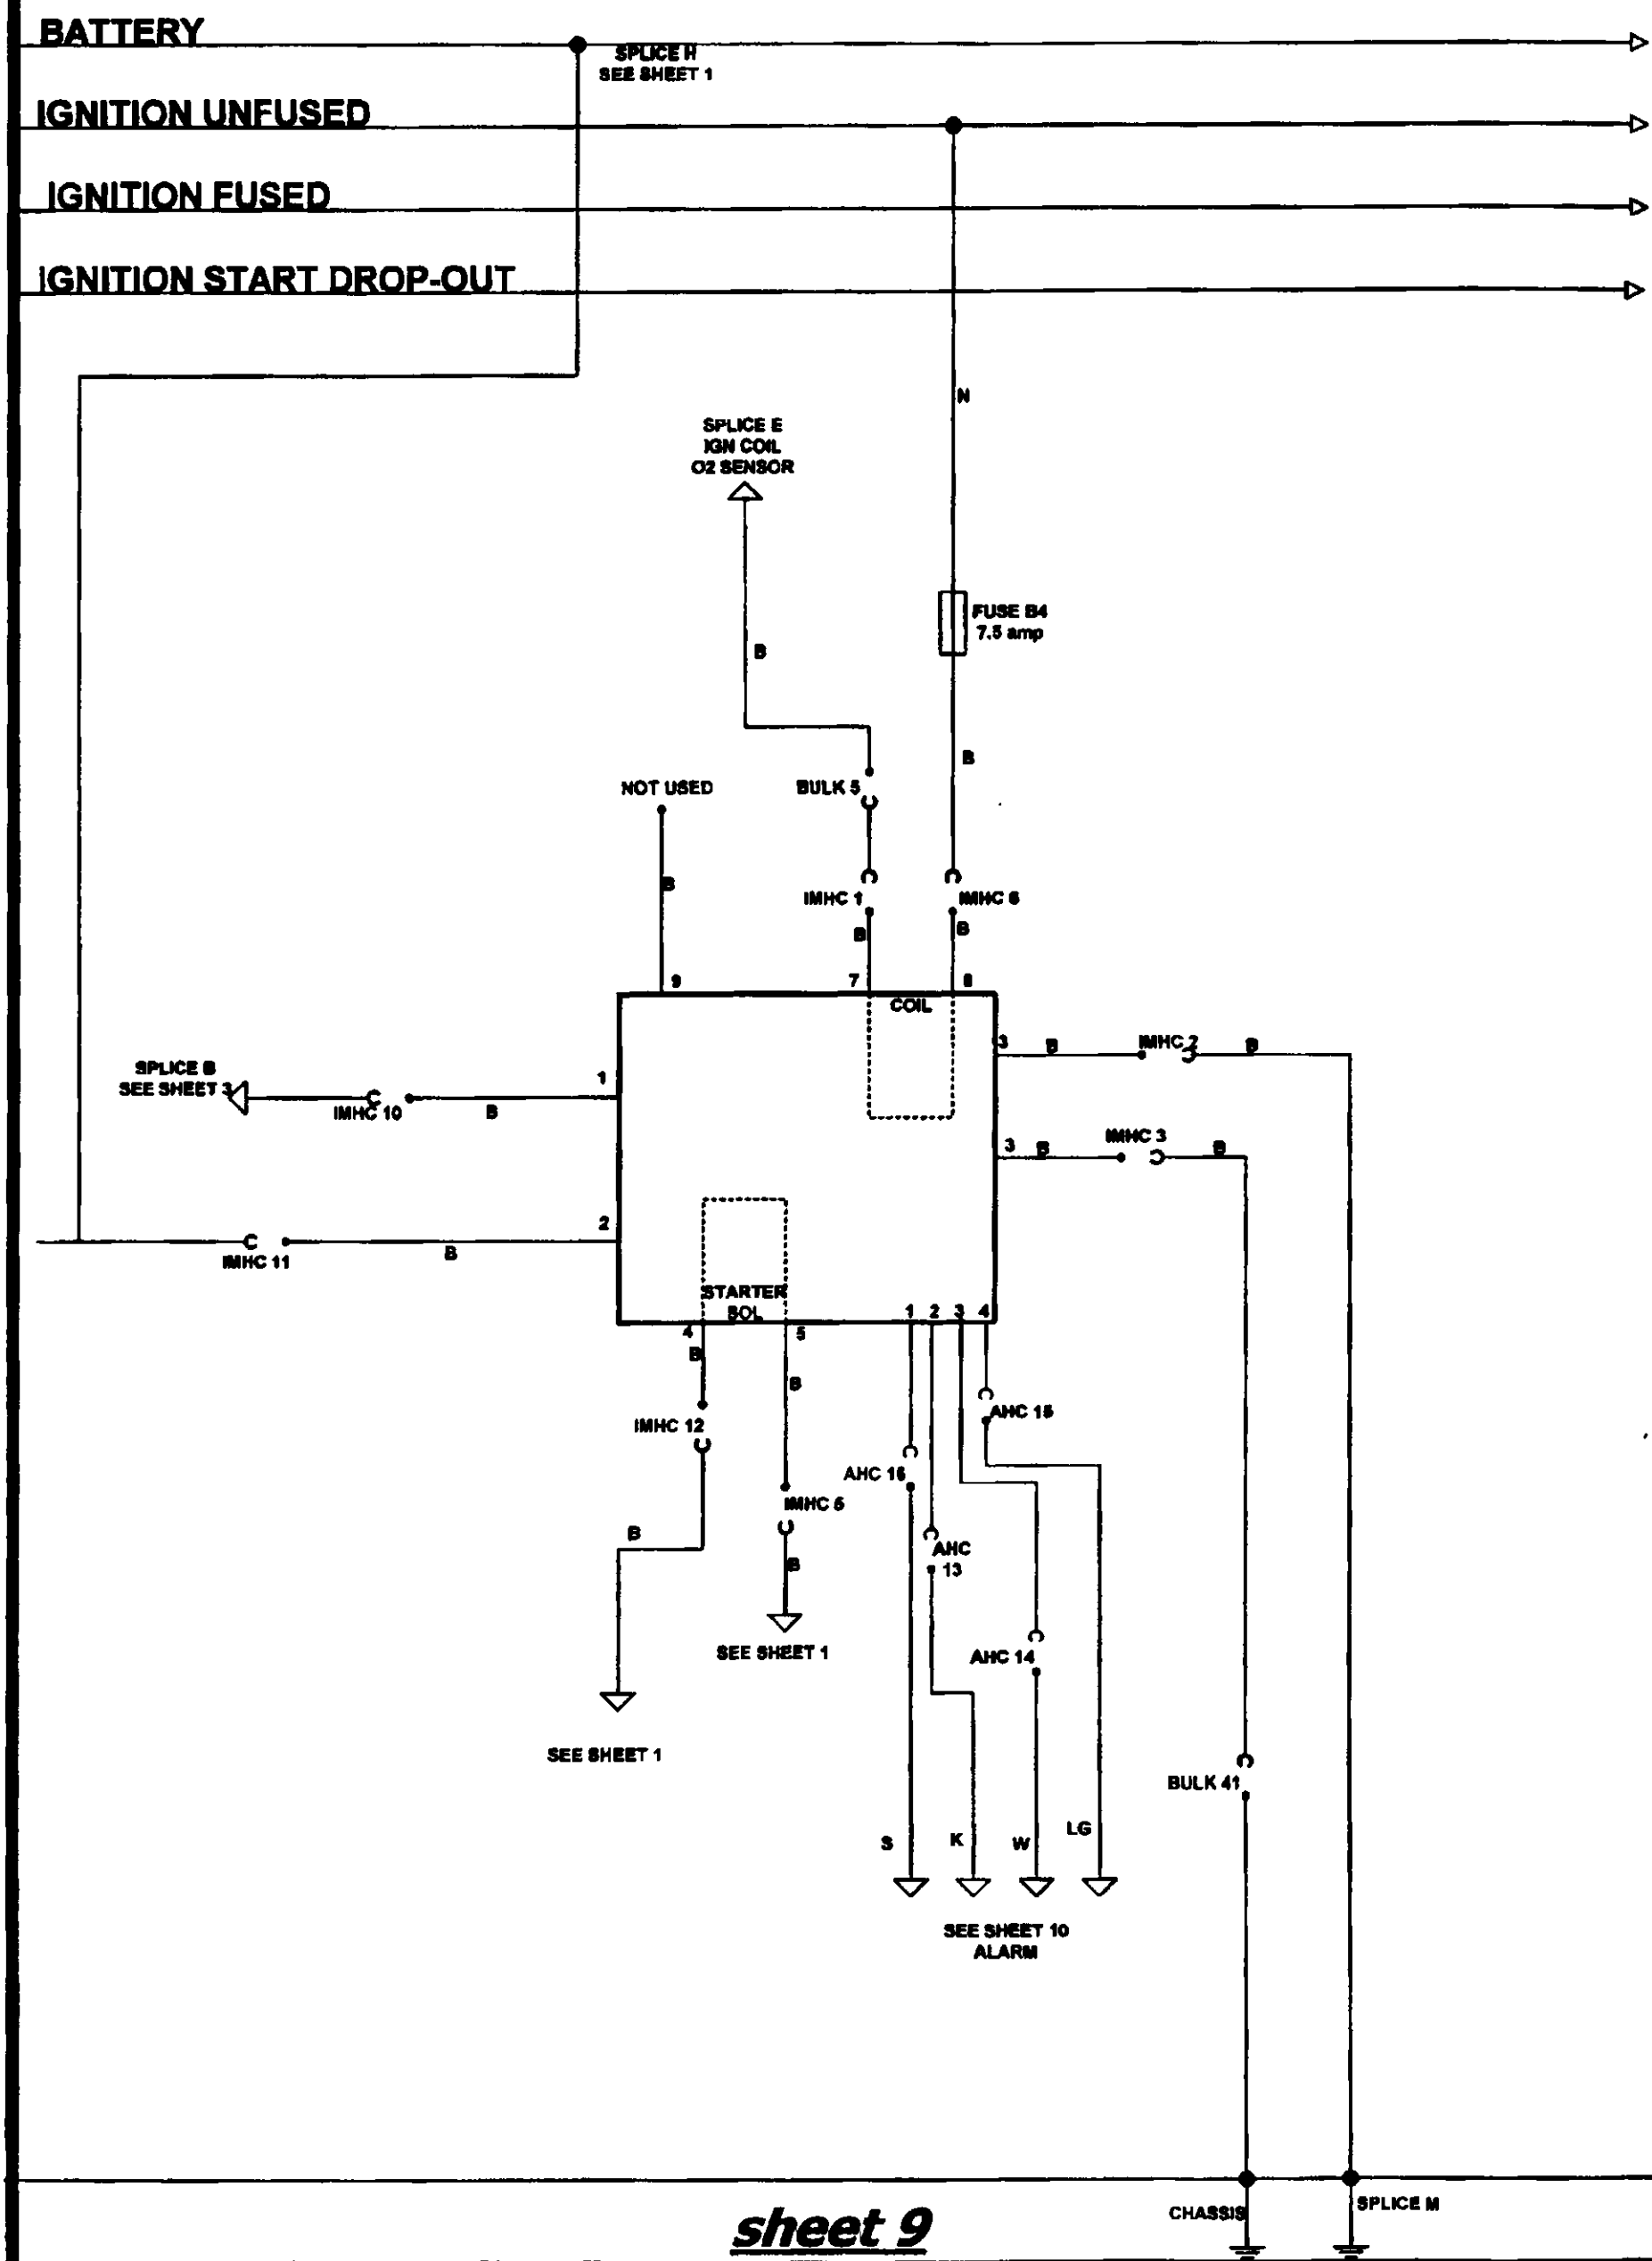 BATTERY
SPLICE H
SEE SHEET 1
IGNITION UNFUSED
IGNITION FUSED
IGNITION START DROP-OUT
N
SPLICE E
IGN COIL
O2 SENSOR
FUSE B4
7.5 amp
B
B
NOT USED
BULK 5
B
IMHC 1
IMHC 6
B
B
9
7
8
COIL
3
B
IMHC 2
B
SPLICE B
SEE SHEET 3
1
IMHC 10
B
3
B
IMHC 3
B
2
IMHC 11
B
STARTER
SOL
1
2
3
4
4
5
B
B
IMHC 12
AHC 15
AHC 16
IMHC 5
B
AHC
13
B
SEE SHEET 1
AHC 14
SEE SHEET 1
BULK 41
S
K
W
LG
SEE SHEET 10
ALARM
CHASSIS
SPLICE M
sheet 9